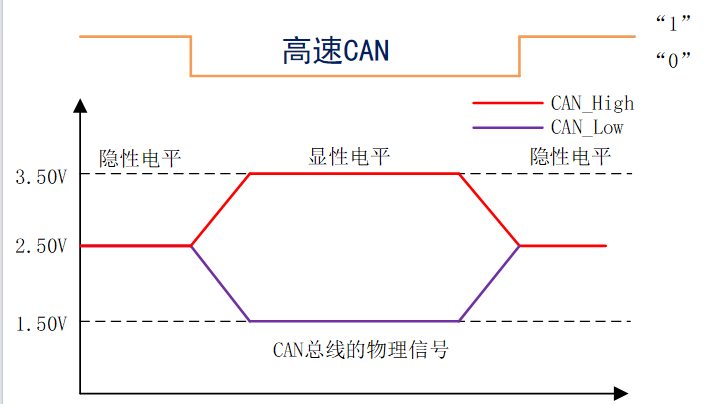 “1”
高速CAN
“0”
CAN_High
CAN_Low
隐性电平
显性电平
隐性电平
3.50V
2.50V
1.50V
CAN总线的物理信号